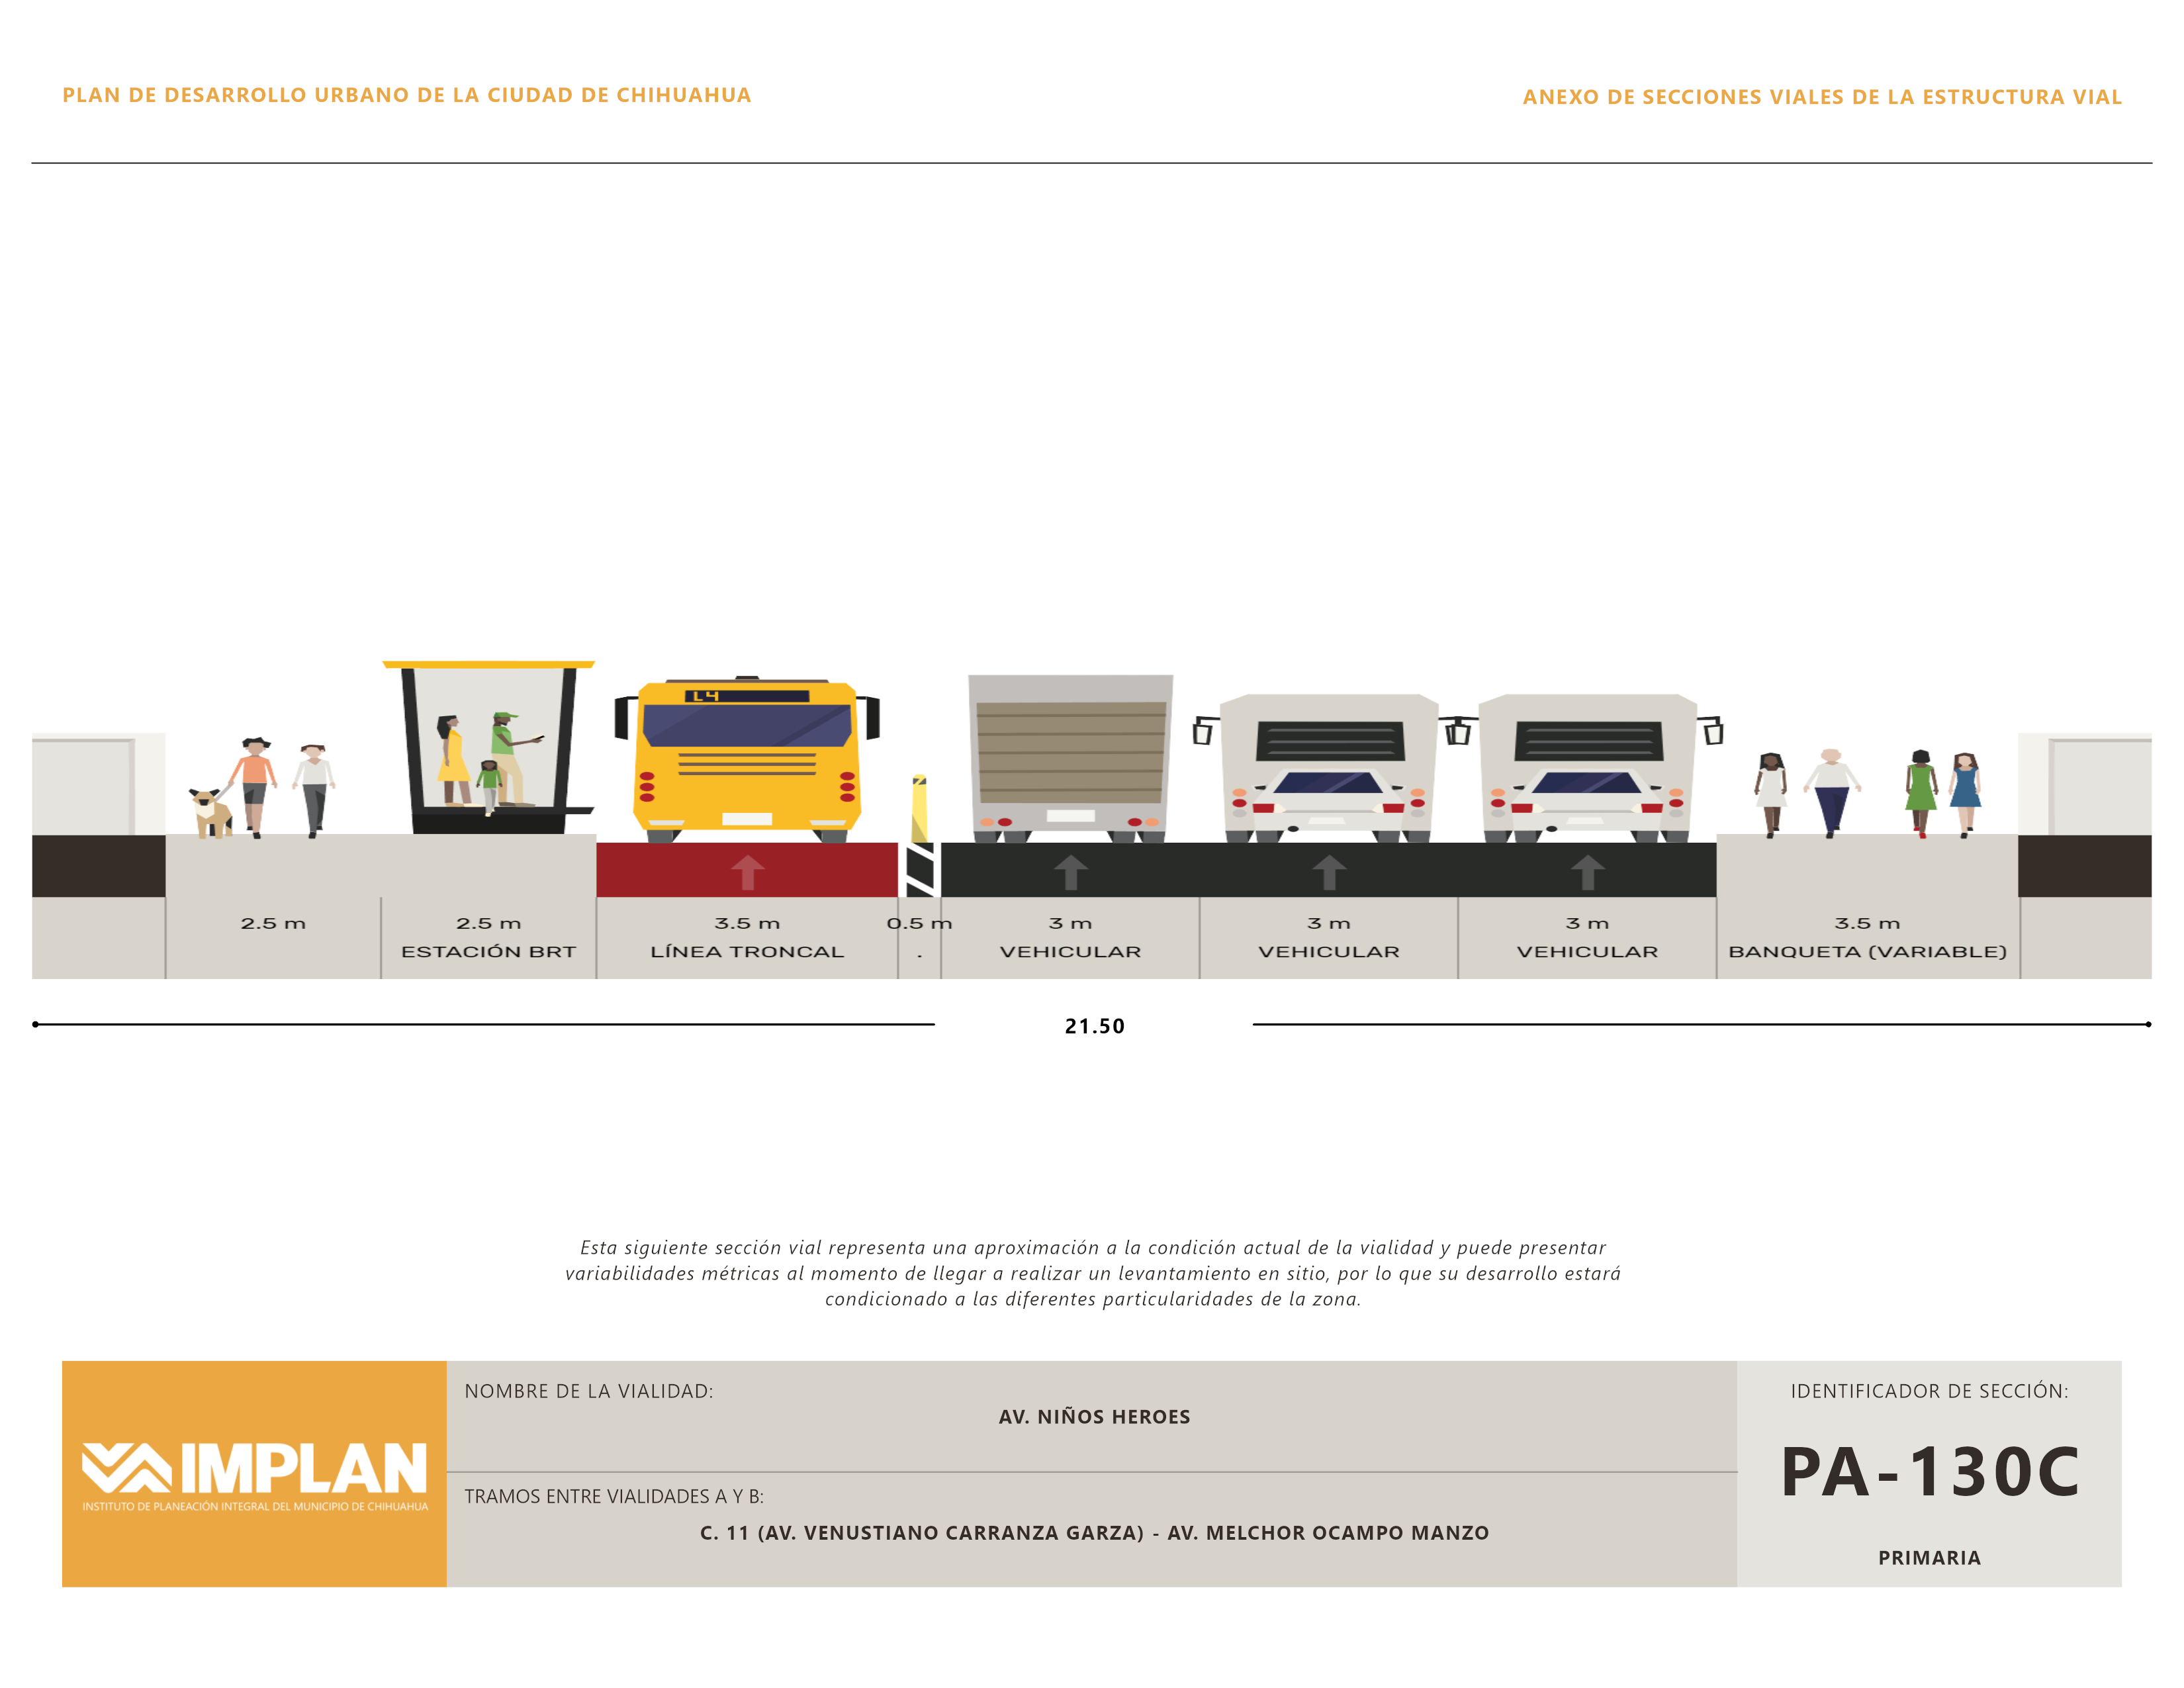 PLAN DE DESARROLLO URBANO DE LA CIUDAD DE CHIHUAHUA
ANEXO DE SECCIONES VIALES DE LA ESTRUCTURA VIAL
L4
2.5 m
2.5 m
ESTACIÓN BRT
3.5 m
LÍNEA TRONCAL
0.5 m
.
3 m
VEHICULAR
3 m
VEHICULAR
3 m
VEHICULAR
3.5 m
BANQUETA (VARIABLE)
21.50
Esta siguiente sección vial representa una aproximación a la condición actual de la vialidad y puede presentar
variabilidades métricas al momento de llegar a realizar un levantamiento en sitio, por lo que su desarrollo estará
condicionado a las diferentes particularidades de la zona.
IMPLAN
INSTITUTO DE PLANEACIÓN INTEGRAL DEL MUNICIPIO DE CHIHUAHUA
NOMBRE DE LA VIALIDAD:
AV. NIÑOS HEROES
TRAMOS ENTRE VIALIDADES A Y B:
C. 11 (AV. VENUSTIANO CARRANZA GARZA) - AV. MELCHOR OCAMPO MANZO
IDENTIFICADOR DE SECCIÓN:
PA-130C
PRIMARIA